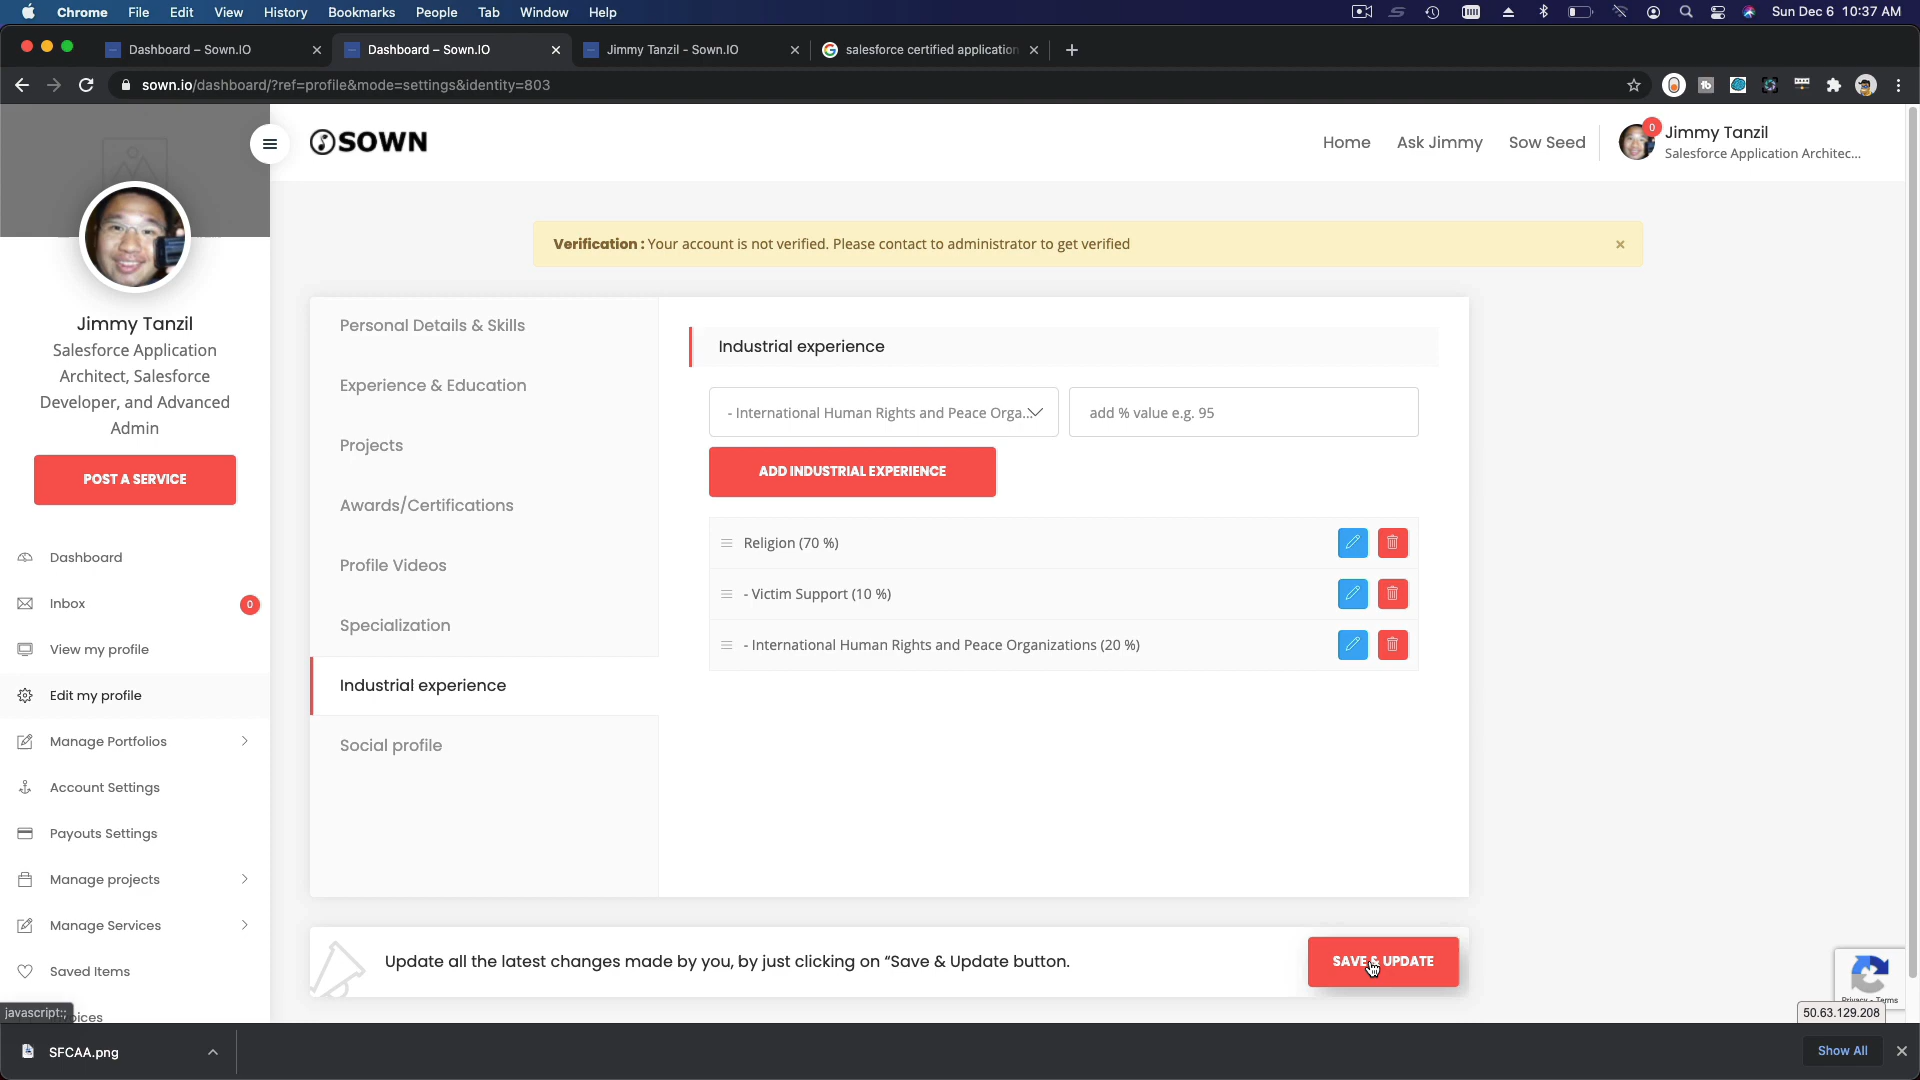 Chrome File Edit View History Bookmarks People Tab Window Help
Sun Dec 6 10:37 AM
Dashboard – Sown.IO
Dashboard – Sown.IO
Jimmy Tanzil - Sown.IO
salesforce certified application
sown.io/dashboard/?ref=profile&mode=settings&identity=803
SOWN
Home
Ask Jimmy
Sow Seed
0
Jimmy Tanzil
Salesforce Application Architec...
Verification : Your account is not verified. Please contact to administrator to get verified
×
Jimmy Tanzil
Salesforce Application
Architect, Salesforce
Developer, and Advanced
Admin
POST A SERVICE
Dashboard
Inbox
0
View my profile
Edit my profile
Manage Portfolios
Account Settings
Payouts Settings
Manage projects
Manage Services
Saved Items
javascript:;
Personal Details & Skills
Experience & Education
Projects
Awards/Certifications
Profile Videos
Specialization
Industrial experience
Social profile
Industrial experience
- International Human Rights and Peace Orga...
add % value e.g. 95
ADD INDUSTRIAL EXPERIENCE
Religion (70 %)
- Victim Support (10 %)
- International Human Rights and Peace Organizations (20 %)
Update all the latest changes made by you, by just clicking on “Save & Update button.
SAVE & UPDATE
Privacy - Terms
50.63.129.208
SFCAA.png
Show All